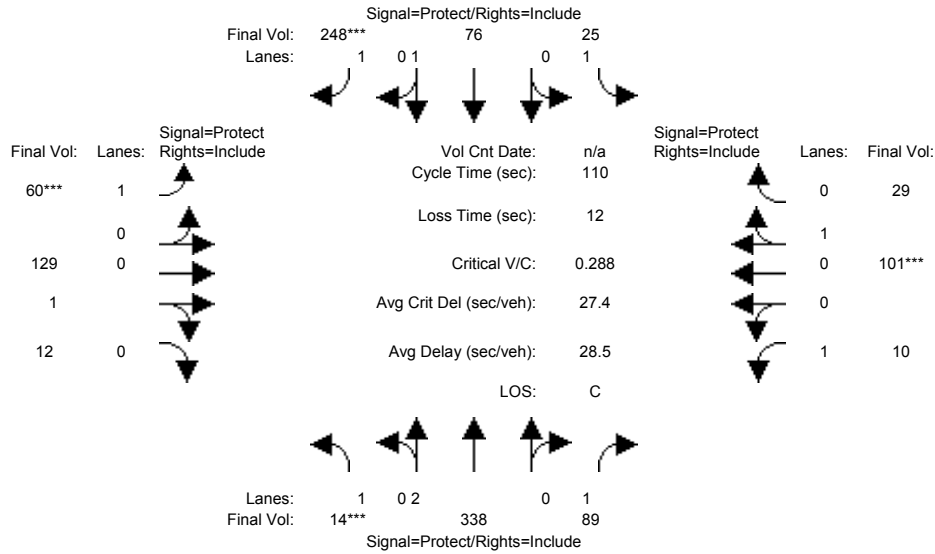 Signal=Protect/Rights=Include
Final Vol: 248*** 76 25
Lanes: 1 0 1 0 1
Signal=Protect
Final Vol: Lanes: Rights=Include
Vol Cnt Date: n/a
Signal=Protect
Rights=Include Lanes: Final Vol:
Cycle Time (sec): 110
60*** 1
0 29
Loss Time (sec): 12
0
1
129 0
Critical V/C: 0.288
0 101***
1
Avg Crit Del (sec/veh): 27.4
0
12 0
Avg Delay (sec/veh): 28.5
1 10
LOS: C
Lanes: 1 0 2 0 1
Final Vol: 14*** 338 89
Signal=Protect/Rights=Include